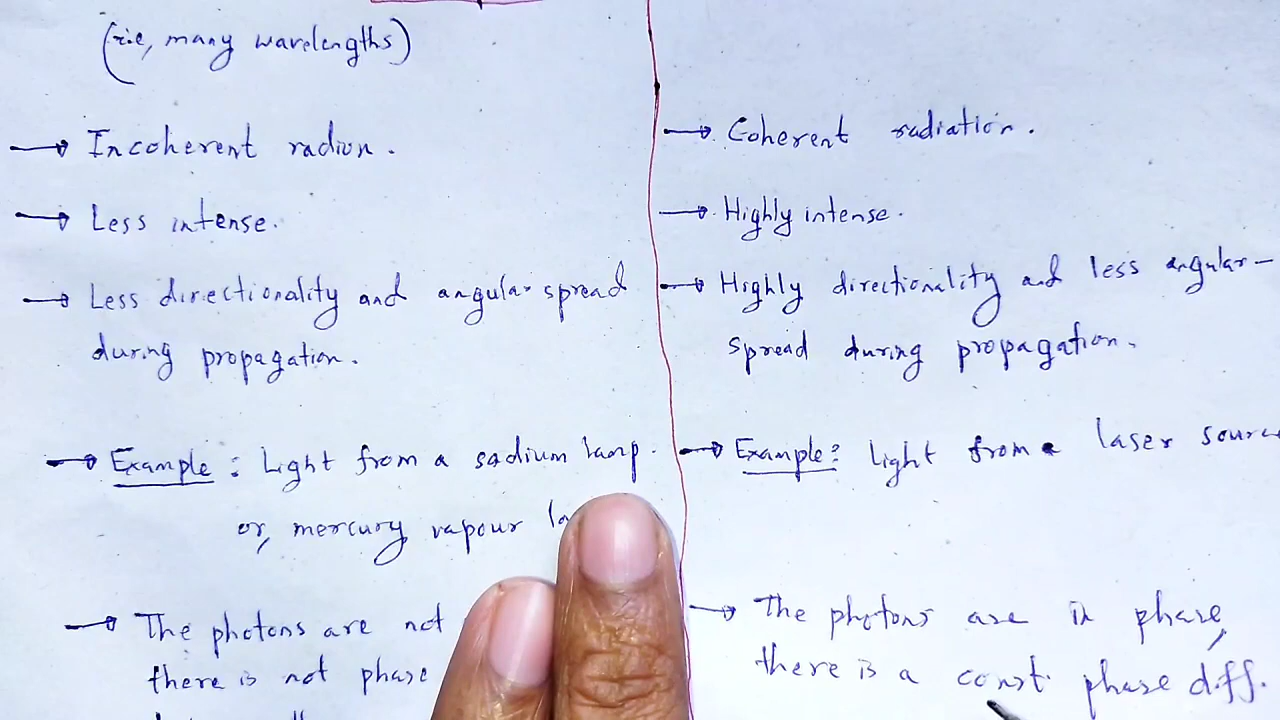 (i.e, many wavelengths)
→ Incoherent radion.
→ Less intense.
→ Less directionality and angular spread
during propagation.
→ Example : Light from a sadium lamp.
or, mercury vapour
→ The photons are not
there is not phase
→ Coherent radiation.
→ Highly intense.
→ Highly directionality and less angular-
spread during propagation.
→ Example : light from a laser source
→ The photons are in phase,
there is a const. phase diff.